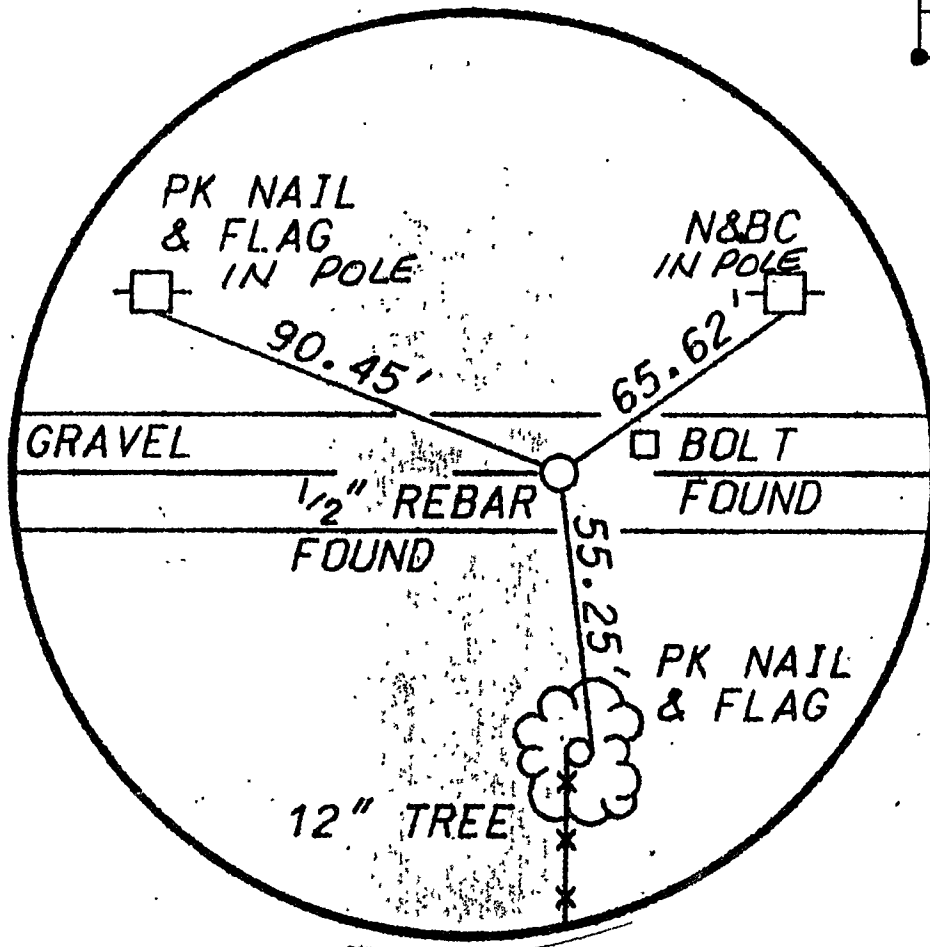 PK NAIL
& FLAG
IN POLE
N&BC
IN POLE
90.45'
65.62'
GRAVEL
BOLT
FOUND
1/2" REBAR
FOUND
55.25'
PK NAIL
& FLAG
12" TREE